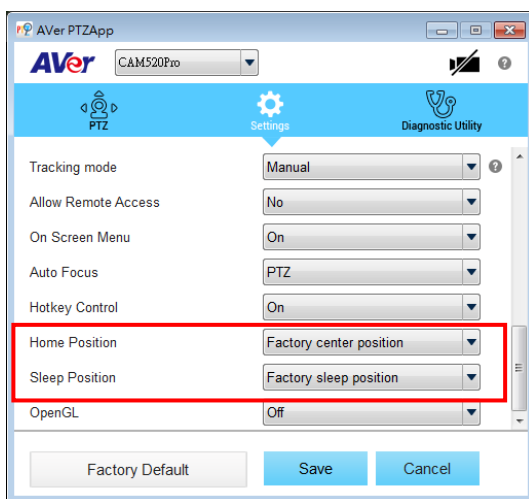 AVer PTZApp
AVer CAM520Pro
PTZ Settings Diagnostic Utility
Tracking mode Manual
Allow Remote Access No
On Screen Menu On
Auto Focus PTZ
Hotkey Control On
Home Position Factory center position
Sleep Position Factory sleep position
OpenGL Off
Factory Default Save Cancel